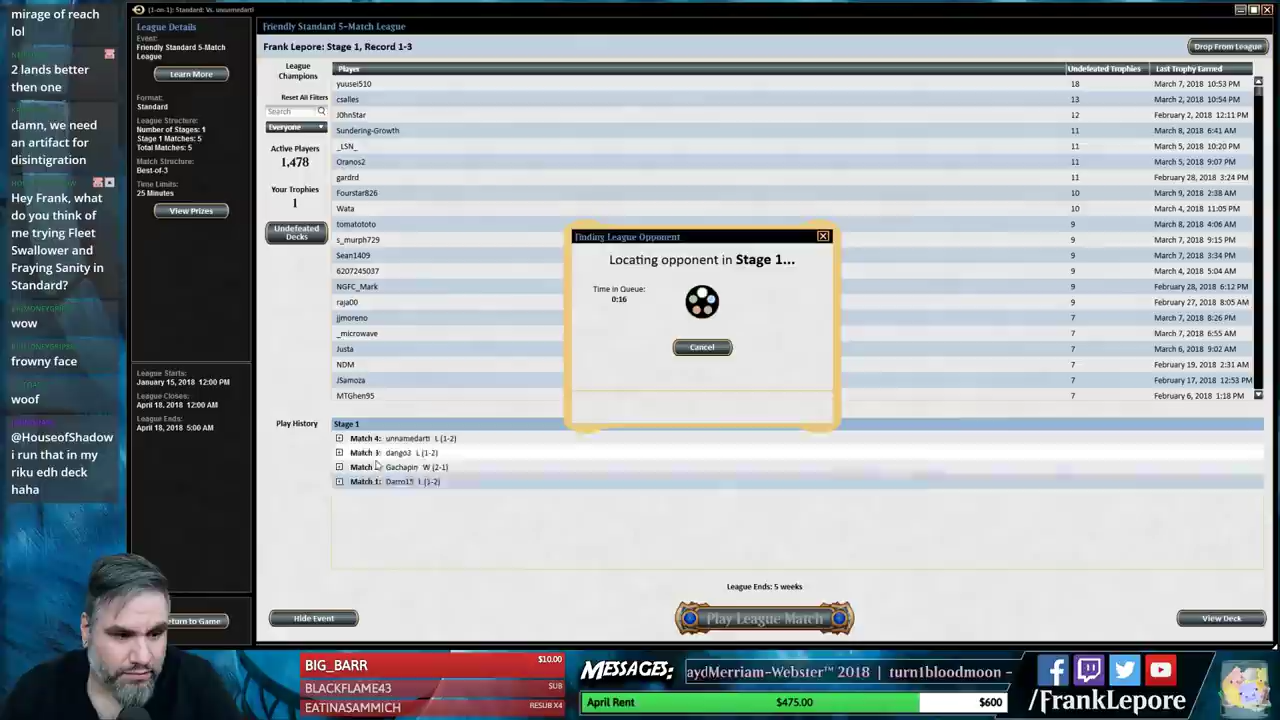 mirage of reach
lol
2 lands better
then one
damn, we need
an artifact for
disintigration
Hey Frank, what
do you think of
me trying Fleet
Swallower and
Fraying Sanity in
Standard?
wow
frowny face
woof
@HouseofShadow
i run that in my
riku edh deck
haha
(1-on-1): Standard: Vs. unnamedarti
League Details
Event:
Friendly Standard 5-Match
League
Learn More
Format:
Standard
League Structure:
Number of Stages: 1
Stage 1 Matches: 5
Total Matches: 5
Match Structure:
Best-of-3
Time Limits:
25 Minutes
View Prizes
League Starts:
January 15, 2018 12:00 PM
League Closes:
April 18, 2018 12:00 AM
League Ends:
April 18, 2018 5:00 AM
Return to Game
Friendly Standard 5-Match League
Frank Lepore: Stage 1, Record 1-3
Drop From League
League
Champions
Reset All Filters
Search
Everyone
Active Players
1,478
Your Trophies
1
Undefeated
Decks
Player Undefeated Trophies Last Trophy Earned
yuusei510 18 March 7, 2018 10:53 PM
csalles 13 March 2, 2018 10:54 PM
J0hnStar 12 February 2, 2018 12:11 PM
Sundering-Growth 11 March 8, 2018 6:41 AM
_LSN_ 11 March 5, 2018 10:20 PM
Oranos2 11 March 5, 2018 9:07 PM
gardrd 11 February 28, 2018 3:24 PM
Fourstar826 10 March 9, 2018 2:38 AM
Wata 10 March 4, 2018 11:05 PM
tomatototo 9 March 8, 2018 4:06 AM
s_murph729 9 March 7, 2018 9:15 PM
Sean1409 9 March 7, 2018 3:34 PM
6207245037 9 March 4, 2018 5:04 AM
NGFC_Mark 9 February 28, 2018 6:12 PM
raja00 9 February 27, 2018 8:05 AM
jjmoreno 7 March 7, 2018 8:26 PM
_microwave 7 March 7, 2018 6:55 AM
Justa 7 March 6, 2018 9:02 AM
NDM 7 February 19, 2018 2:31 AM
JSamoza 7 February 17, 2018 12:53 PM
MTGhen95 7 February 6, 2018 1:18 PM
Finding League Opponent
Locating opponent in Stage 1...
Time in Queue:
0:16
Cancel
Play History
Stage 1
Match 4: unnamedarti L (1-2)
Match dango3 L (1-2)
Match Gachapin W (2-1)
Match 1: Darro15 L (1-2)
League Ends: 5 weeks
Hide Event
Play League Match
View Deck
BIG_BARR $10.00
BLACKFLAME43 SUB
EATINASAMMICH RESUB X4
MESSAGES:
aydMerriam-Webster™ 2018 | turn1bloodmoon –
April Rent $475.00 $600
/FrankLepore